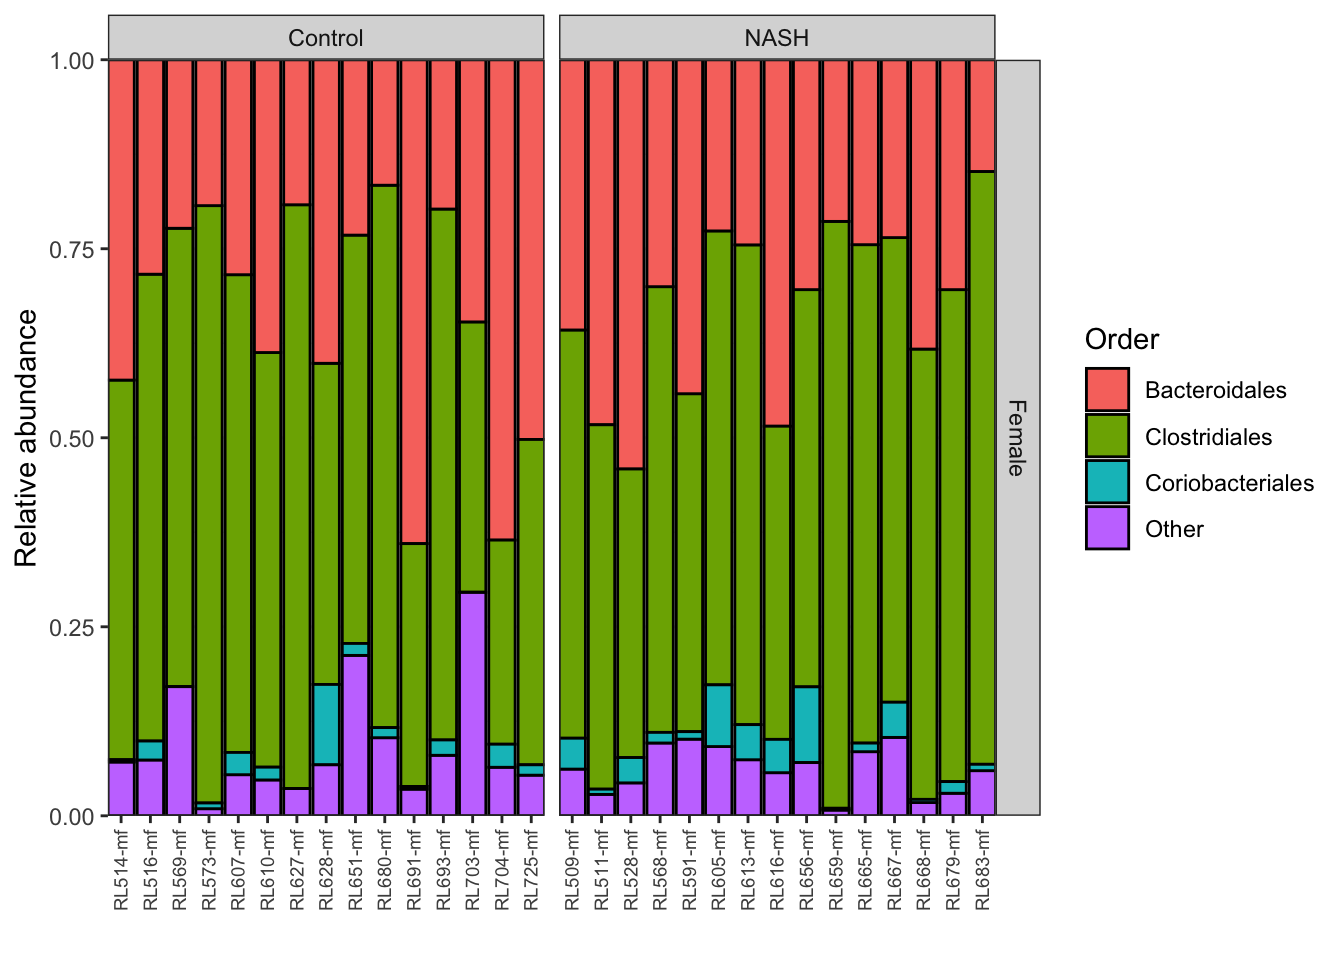 Control
NASH
1.00
0.75
0.50
0.25
0.00
Relative abundance
Female
RL514-mf
RL516-mf
RL569-mf
RL573-mf
RL607-mf
RL610-mf
RL627-mf
RL628-mf
RL651-mf
RL680-mf
RL691-mf
RL693-mf
RL703-mf
RL704-mf
RL725-mf
RL509-mf
RL511-mf
RL528-mf
RL568-mf
RL591-mf
RL605-mf
RL613-mf
RL616-mf
RL656-mf
RL659-mf
RL665-mf
RL667-mf
RL668-mf
RL679-mf
RL683-mf
Order
Bacteroidales
Clostridiales
Coriobacteriales
Other